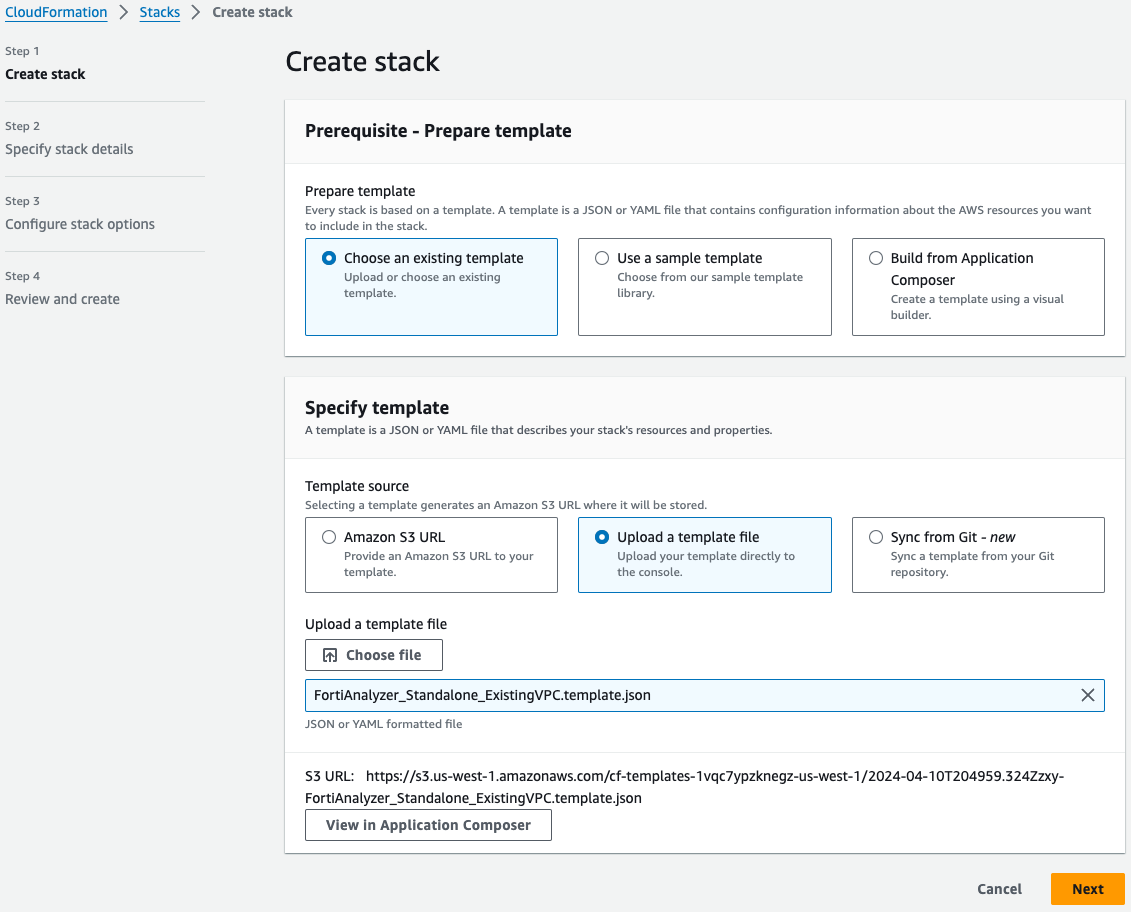 CloudFormation > Stacks > Create stack
Step 1
Create stack
Step 2
Specify stack details
Step 3
Configure stack options
Step 4
Review and create
Create stack
Prerequisite - Prepare template
Prepare template
Every stack is based on a template. A template is a JSON or YAML file that contains configuration information about the AWS resources you want
to include in the stack.
Choose an existing template
Upload or choose an existing
template.
Use a sample template
Choose from our sample template
library.
Build from Application
Composer
Create a template using a visual
builder.
Specify template
A template is a JSON or YAML file that describes your stack's resources and properties.
Template source
Selecting a template generates an Amazon S3 URL where it will be stored.
Amazon S3 URL
Provide an Amazon S3 URL to your
template.
Upload a template file
Upload your template directly to
the console.
Sync from Git - new
Sync a template from your Git
repository.
Upload a template file
Choose file
FortiAnalyzer_Standalone_ExistingVPC.template.json
JSON or YAML formatted file
S3 URL: https://s3.us-west-1.amazonaws.com/cf-templates-1vqc7ypzknegz-us-west-1/2024-04-10T204959.324Zzxy-
FortiAnalyzer_Standalone_ExistingVPC.template.json
View in Application Composer
Cancel
Next